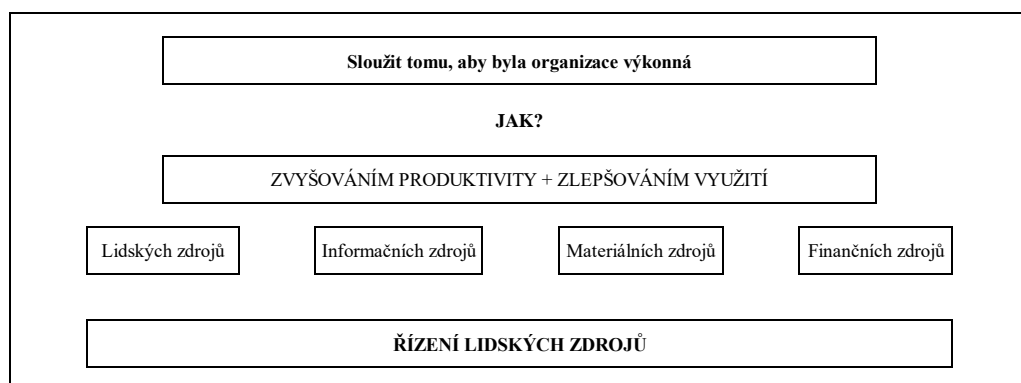 Sloužit tomu, aby byla organizace výkonná
JAK?
ZVYŠOVÁNÍM PRODUKTIVITY + ZLEPŠOVÁNÍM VYUŽITÍ
Lidských zdrojů
Informačních zdrojů
Materiálních zdrojů
Finančních zdrojů
ŘÍZENÍ LIDSKÝCH ZDROJŮ